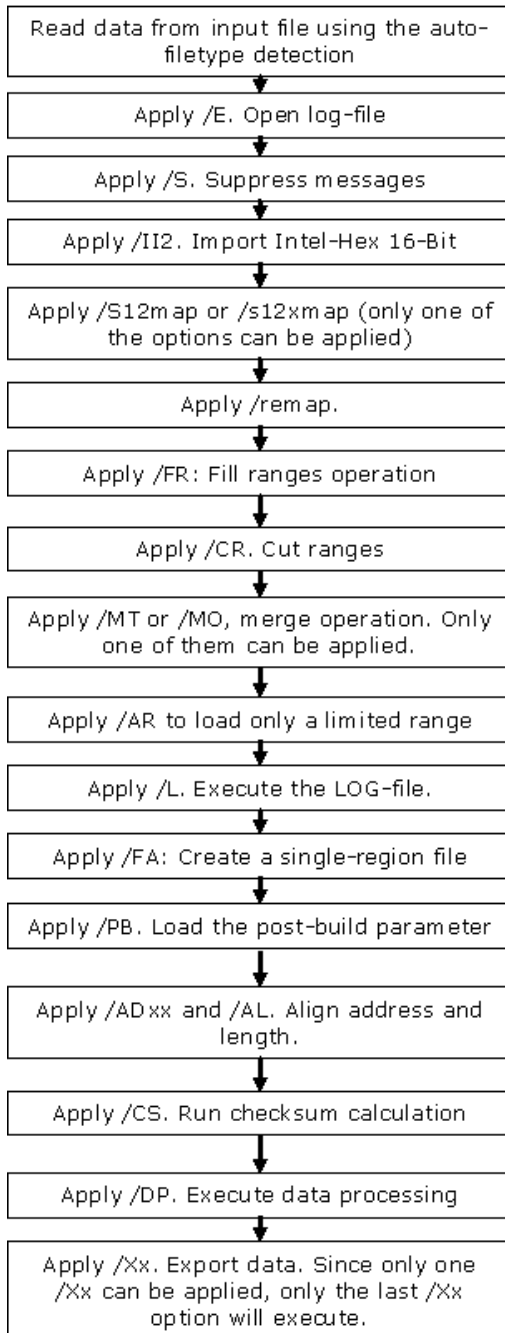 Read data from input file using the auto-
filetype detection
Apply /E. Open log-file
Apply /S. Suppress messages
Apply /II2. Import Intel-Hex 16-Bit
Apply /S12map or /s12xmap (only one of
the options can be applied)
Apply /remap.
Apply /FR: Fill ranges operation
Apply /CR. Cut ranges
Apply /MT or /MO, merge operation. Only
one of them can be applied.
Apply /AR to load only a limited range
Apply /L. Execute the LOG-file.
Apply /FA: Create a single-region file
Apply /PB. Load the post-build parameter
Apply /ADxx and /AL. Align address and
length.
Apply /CS. Run checksum calculation
Apply /DP. Execute data processing
Apply /Xx. Export data. Since only one
/Xx can be applied, only the last /Xx
option will execute.